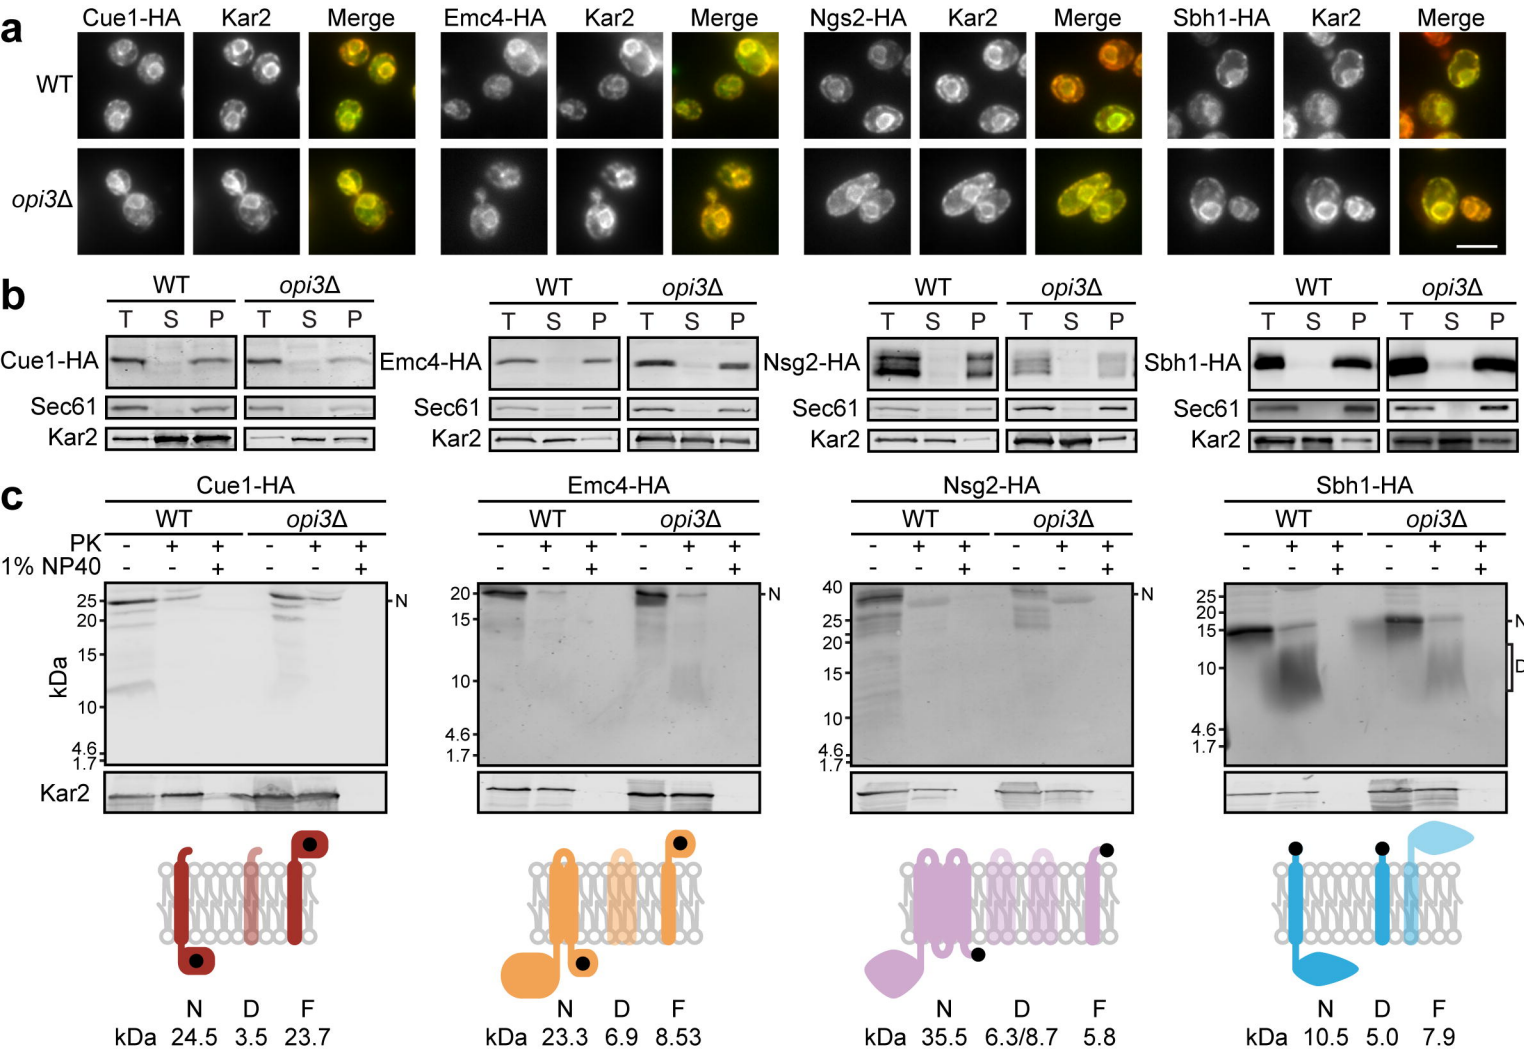 a
Cue1-HA Kar2 Merge Emc4-HA Kar2 Merge Ngs2-HA Kar2 Merge Sbh1-HA Kar2 Merge
WT
opi3Δ
b
WT opi3Δ WT opi3Δ WT opi3Δ WT opi3Δ
T S P T S P T S P T S P T S P T S P T S P T S P
Cue1-HA Emc4-HA Nsg2-HA Sbh1-HA
Sec61 Sec61 Sec61 Sec61
Kar2 Kar2 Kar2 Kar2
c
Cue1-HA Emc4-HA Nsg2-HA Sbh1-HA
WT opi3Δ WT opi3Δ WT opi3Δ WT opi3Δ
PK - + + - + + - + + - + + - + + - + + - + + - + +
1% NP40 - - + - - + - - + - - + - - + - - + - - + - - +
kDa
25 20 15 10 4.6 1.7 N
20 15 10 4.6 1.7 N
40 25 20 15 10 4.6 1.7 N
25 20 15 10 4.6 1.7 N D
Kar2
N D F N D F N D F N D F
kDa 24.5 3.5 23.7 kDa 23.3 6.9 8.53 kDa 35.5 6.3/8.7 5.8 kDa 10.5 5.0 7.9